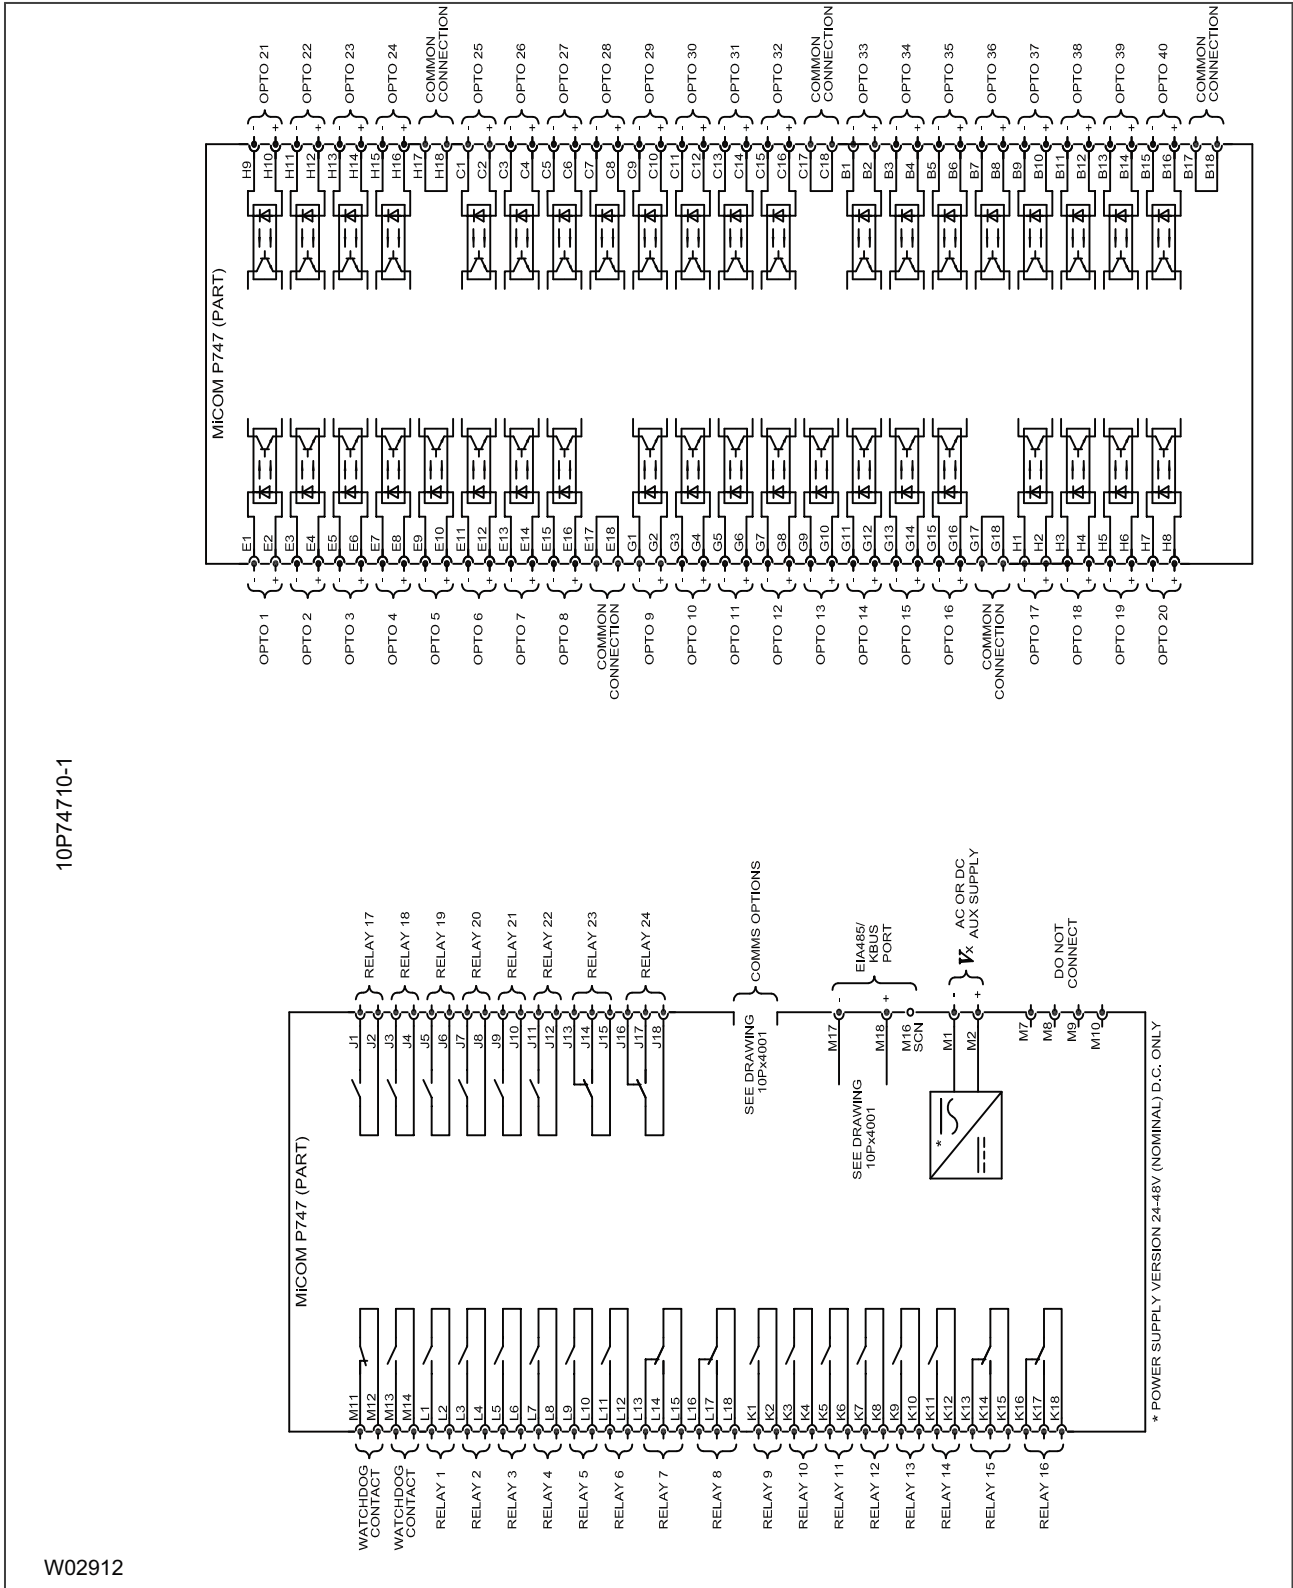 10P74710-1
MiCOM P747 (PART)
WATCHDOG
CONTACT
WATCHDOG
CONTACT
RELAY 1
RELAY 2
RELAY 3
RELAY 4
RELAY 5
RELAY 6
RELAY 7
RELAY 8
RELAY 9
RELAY 10
RELAY 11
RELAY 12
RELAY 13
RELAY 14
RELAY 15
RELAY 16
M11
M12
M13
M14
L1
L2
L3
L4
L5
L6
L7
L8
L9
L10
L11
L12
L13
L14
L15
L16
L17
L18
K1
K2
K3
K4
K5
K6
K7
K8
K9
K10
K11
K12
K13
K14
K15
K16
K17
K18
J1
J2
J3
J4
J5
J6
J7
J8
J9
J10
J11
J12
J13
J14
J15
J16
J17
J18
RELAY 17
RELAY 18
RELAY 19
RELAY 20
RELAY 21
RELAY 22
RELAY 23
RELAY 24
SEE DRAWING
10Px4001
COMMS OPTIONS
SEE DRAWING
10Px4001
M17 -
M18 +
M16
SCN
EIA485/
KBUS
PORT
*
M1 -
M2 +
Vx
AC OR DC
AUX SUPPLY
M7
M8
M9
M10
DO NOT
CONNECT
* POWER SUPPLY VERSION 24-48V (NOMINAL) D.C. ONLY
MiCOM P747 (PART)
OPTO 1
- E1
+ E2
OPTO 2
- E3
+ E4
OPTO 3
- E5
+ E6
OPTO 4
- E7
+ E8
OPTO 5
- E9
+ E10
OPTO 6
- E11
+ E12
OPTO 7
- E13
+ E14
OPTO 8
- E15
+ E16
COMMON
CONNECTION
E17
E18
OPTO 9
- G1
+ G2
OPTO 10
- G3
+ G4
OPTO 11
- G5
+ G6
OPTO 12
- G7
+ G8
OPTO 13
- G9
+ G10
OPTO 14
- G11
+ G12
OPTO 15
- G13
+ G14
OPTO 16
- G15
+ G16
COMMON
CONNECTION
G17
G18
OPTO 17
- H1
+ H2
OPTO 18
- H3
+ H4
OPTO 19
- H5
+ H6
OPTO 20
- H7
+ H8
H9 -
H10 +
OPTO 21
H11 -
H12 +
OPTO 22
H13 -
H14 +
OPTO 23
H15 -
H16 +
OPTO 24
H17
H18
COMMON
CONNECTION
C1 -
C2 +
OPTO 25
C3 -
C4 +
OPTO 26
C5 -
C6 +
OPTO 27
C7 -
C8 +
OPTO 28
C9 -
C10 +
OPTO 29
C11 -
C12 +
OPTO 30
C13 -
C14 +
OPTO 31
C15 -
C16 +
OPTO 32
C17
C18
COMMON
CONNECTION
B1 -
B2 +
OPTO 33
B3 -
B4 +
OPTO 34
B5 -
B6 +
OPTO 35
B7 -
B8 +
OPTO 36
B9 -
B10 +
OPTO 37
B11 -
B12 +
OPTO 38
B13 -
B14 +
OPTO 39
B15 -
B16 +
OPTO 40
B17
B18
COMMON
CONNECTION
W02912